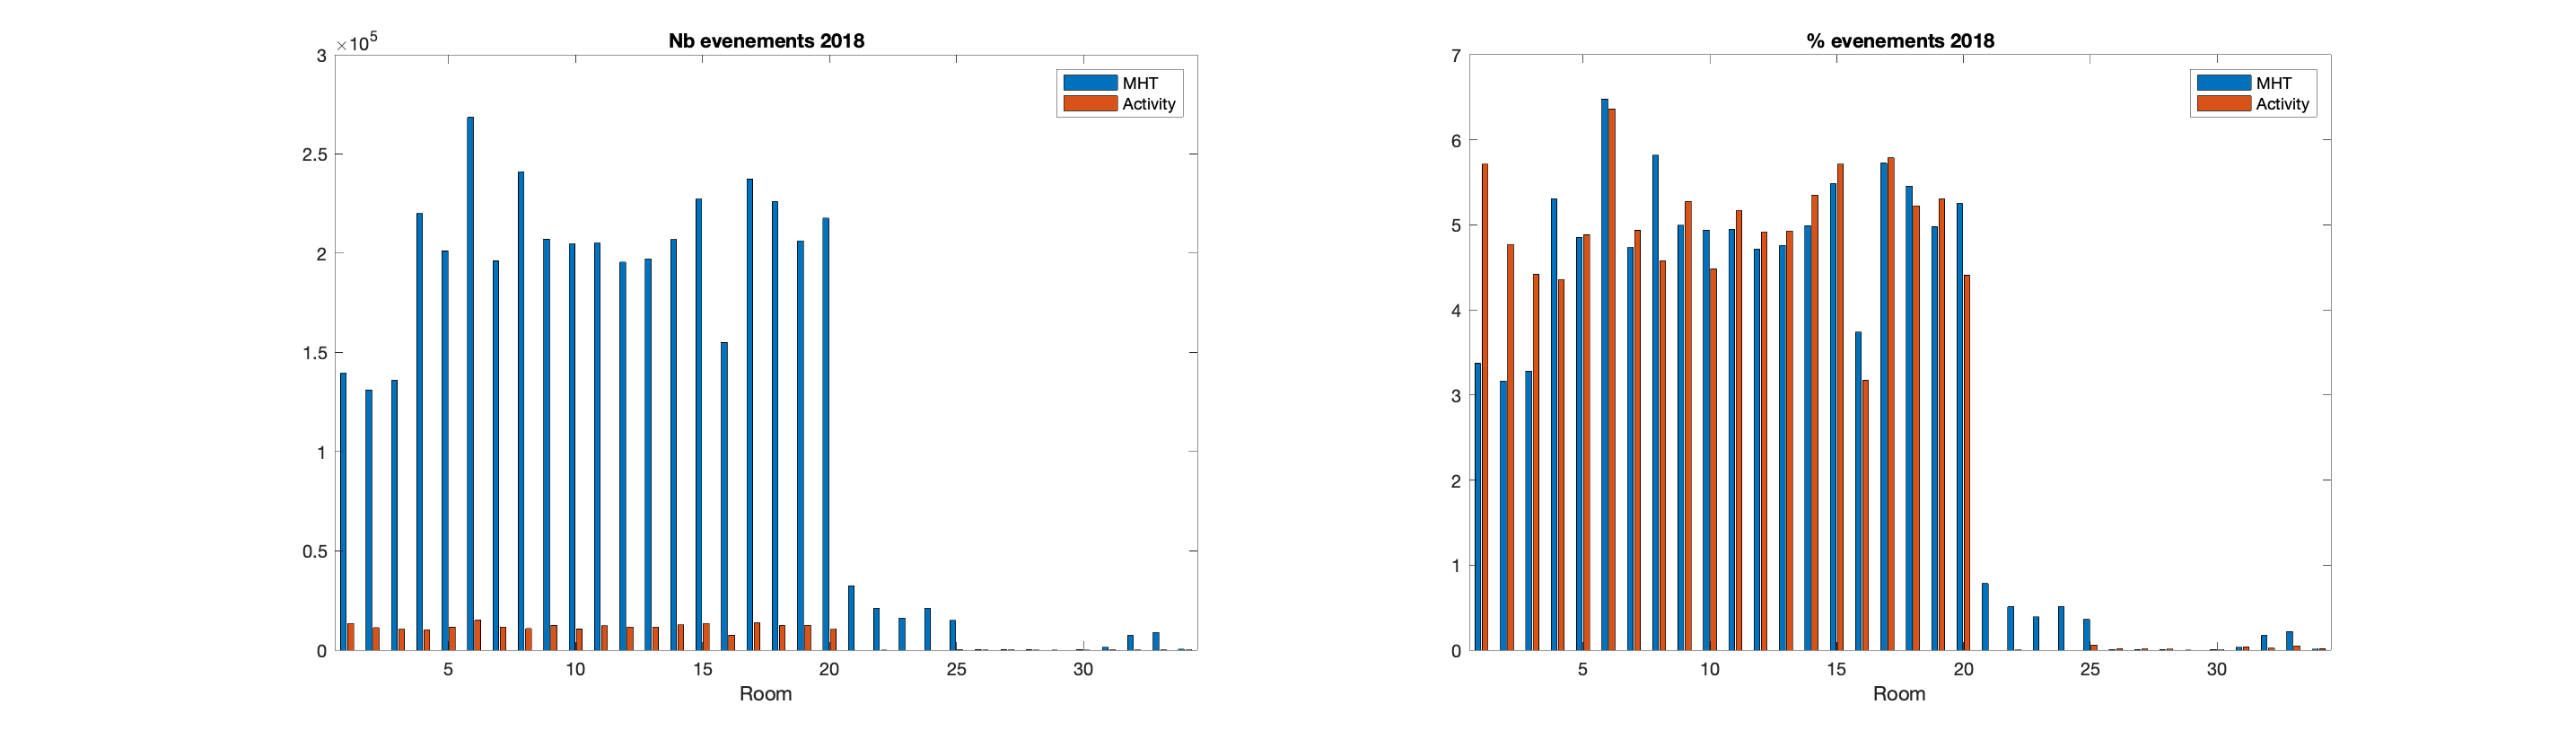 Nb evenements 2018
×10^5
3
2.5
2
1.5
1
0.5
0
5 10 15 20 25 30
Room
MHT
Activity
% evenements 2018
7
6
5
4
3
2
1
0
5 10 15 20 25 30
Room
MHT
Activity